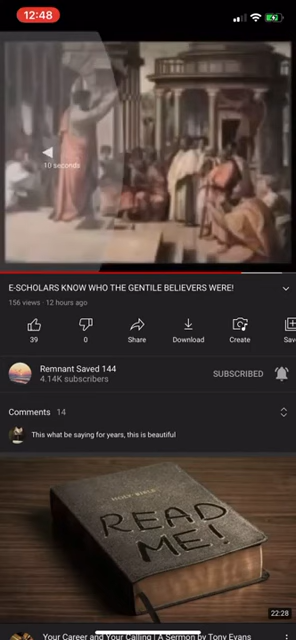 12:48
10 seconds
E-SCHOLARS KNOW WHO THE GENTILE BELIEVERS WERE!
156 views · 12 hours ago
39
0
Share
Download
Create
Save
Remnant Saved 144
4.14K subscribers
SUBSCRIBED
Comments 14
This what be saying for years, this is beautiful
HOLY BIBLE
READ
ME!
22:28
Your Career and Your Calling | A Sermon by Tony Evans